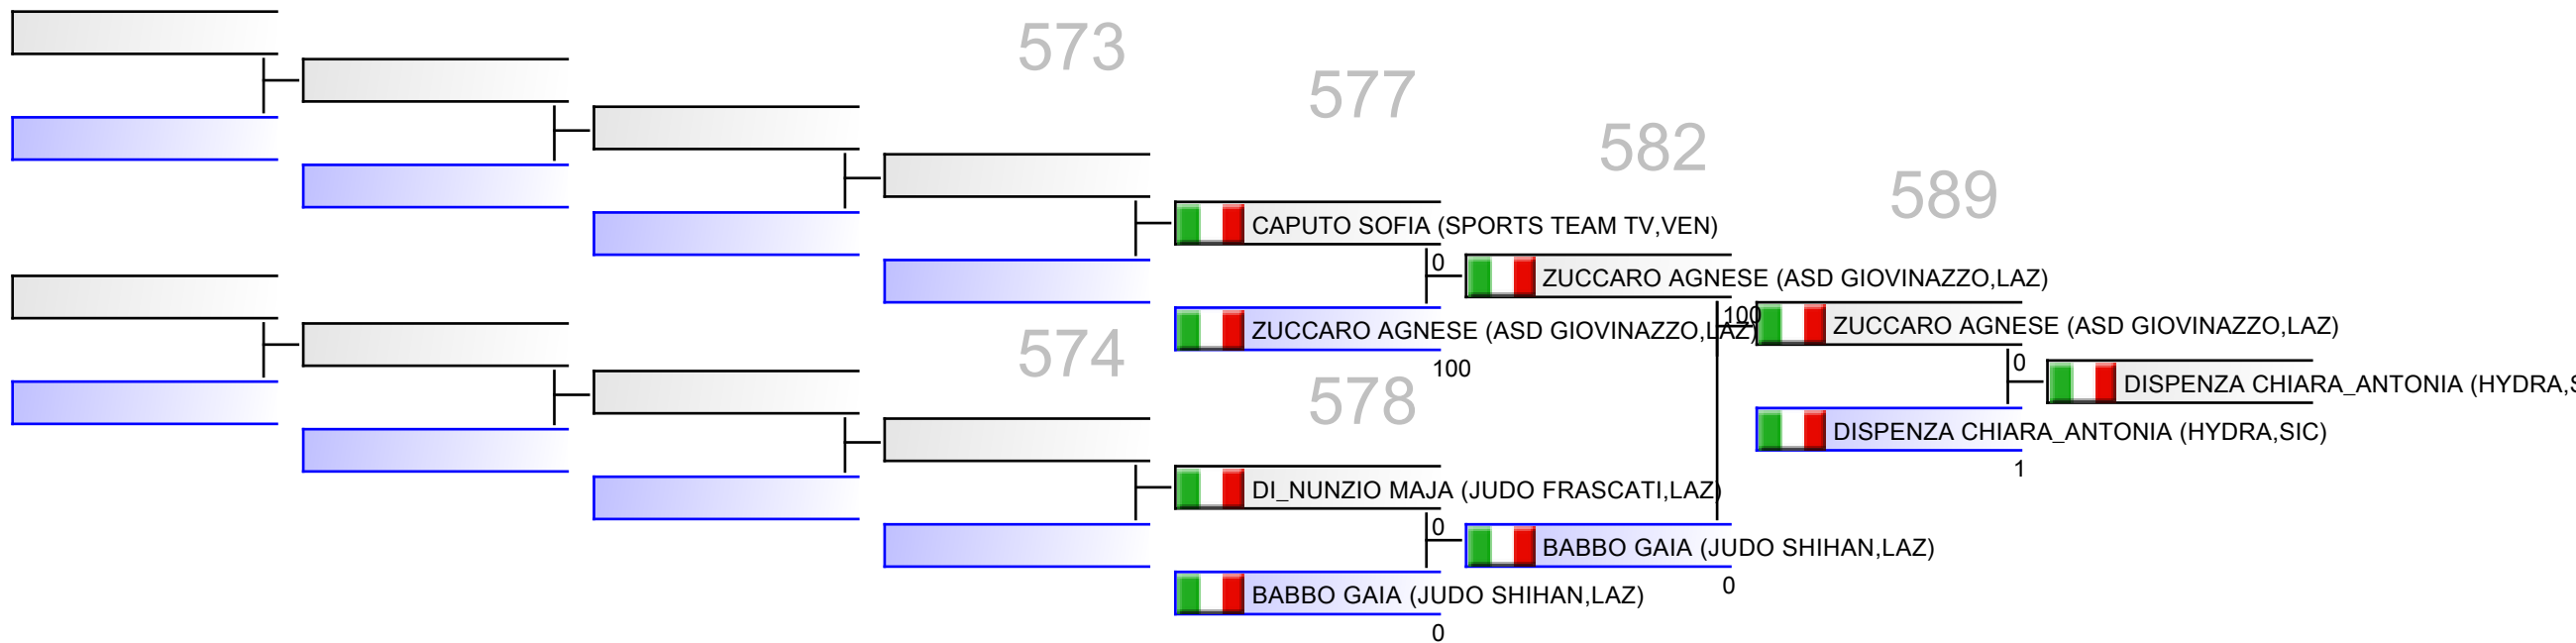 573
577
582
589
CAPUTO SOFIA (SPORTS TEAM TV,VEN)
0
ZUCCARO AGNESE (ASD GIOVINAZZO,LAZ)
ZUCCARO AGNESE (ASD GIOVINAZZO,LAZ)
100
100
ZUCCARO AGNESE (ASD GIOVINAZZO,LAZ)
0
DISPENZA CHIARA_ANTONIA (HYDRA,
DISPENZA CHIARA_ANTONIA (HYDRA,SIC)
1
574
578
DI_NUNZIO MAJA (JUDO FRASCATI,LAZ)
0
BABBO GAIA (JUDO SHIHAN,LAZ)
0
BABBO GAIA (JUDO SHIHAN,LAZ)
0